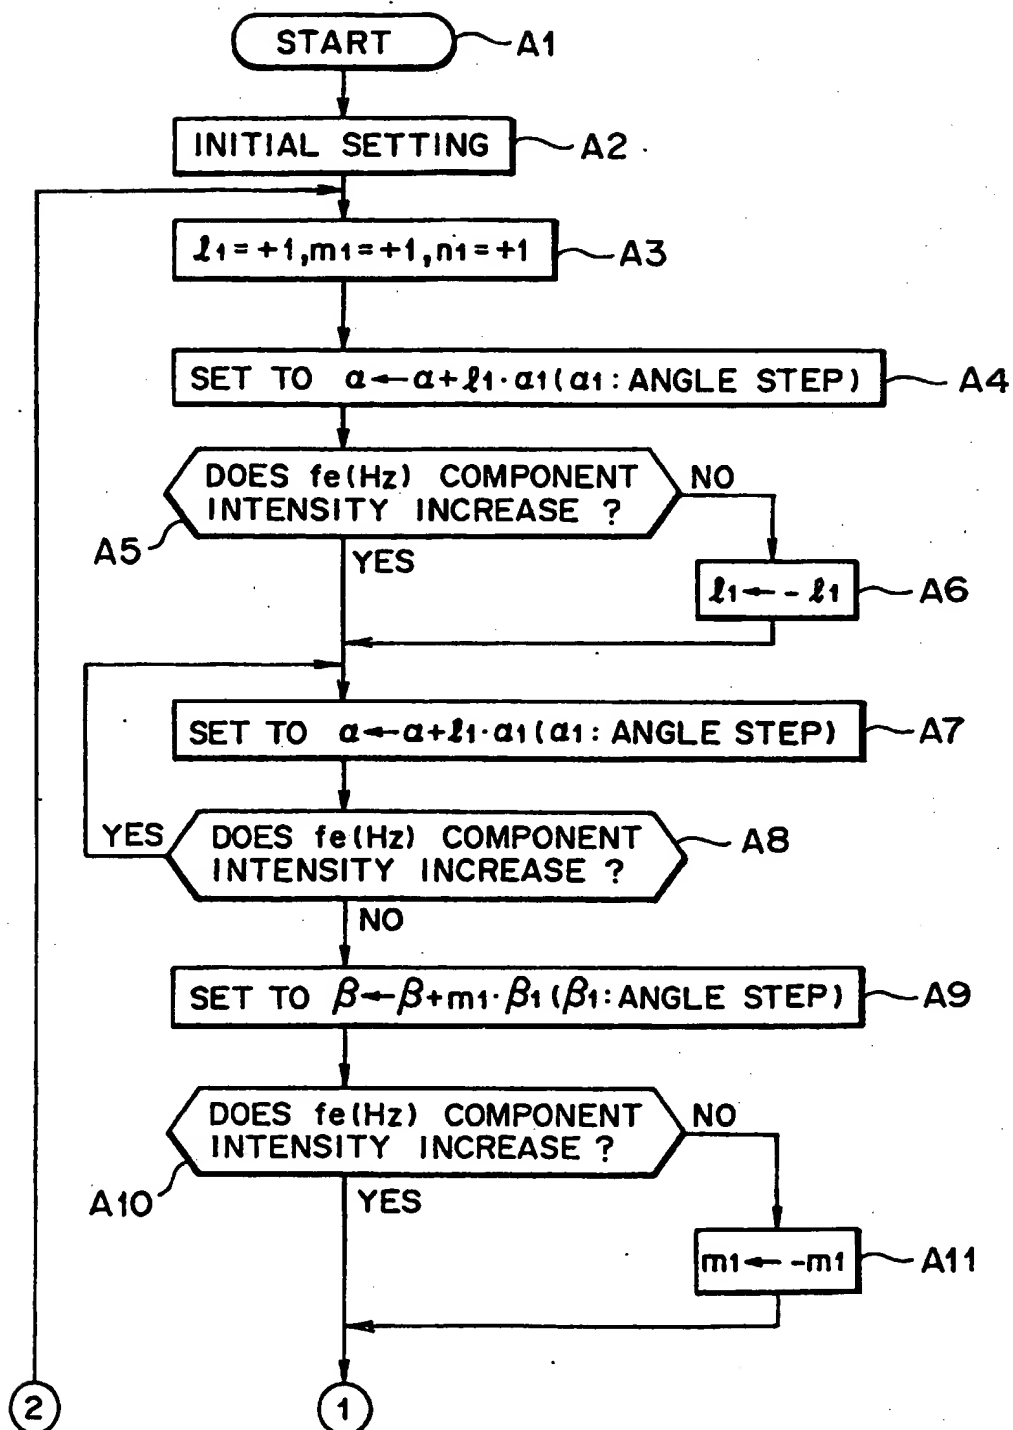 START A1
INITIAL SETTING A2
ℓ1=+1,m1=+1,n1=+1 A3
SET TO α←α+ℓ1·α1(α1:ANGLE STEP) A4
DOES fe(Hz) COMPONENT
INTENSITY INCREASE ?
NO
A5
YES
ℓ1←-ℓ1 A6
SET TO α←α+ℓ1·α1(α1:ANGLE STEP) A7
YES
DOES fe(Hz) COMPONENT
INTENSITY INCREASE ?
A8
NO
SET TO β←β+m1·β1(β1:ANGLE STEP) A9
DOES fe(Hz) COMPONENT
INTENSITY INCREASE ?
NO
A10
YES
m1←-m1 A11
2
1